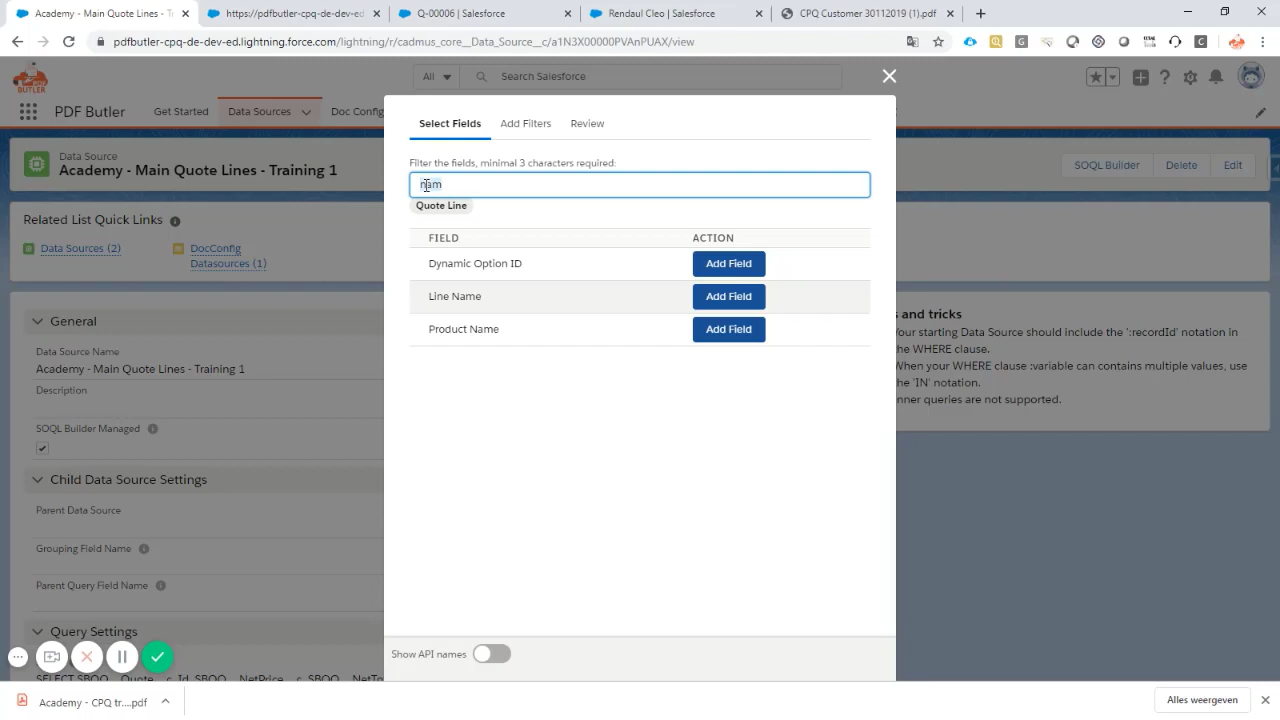 Academy - Main Quote Lines - Tr
https://pdfbutler-cpq-de-dev-ed
Q-00006 | Salesforce
Rendaul Cleo | Salesforce
CPQ Customer 30112019 (1).pdf
pdfbutler-cpq-de-dev-ed.lightning.force.com/lightning/r/cadmus_core__Data_Source__c/a1N3X00000PVAnPUAX/view
BUTLER
All
Search Salesforce
PDF Butler
Get Started
Data Sources
Doc Config
Data Source
Academy - Main Quote Lines - Training 1
SOQL Builder
Delete
Edit
Related List Quick Links
Data Sources (2)
DocConfig
Datasources (1)
General
Data Source Name
Academy - Main Quote Lines - Training 1
Description
SOQL Builder Managed
Child Data Source Settings
Parent Data Source
Grouping Field Name
Parent Query Field Name
Query Settings
Select Fields
Add Filters
Review
Filter the fields, minimal 3 characters required:
nam
Quote Line
FIELD ACTION
Dynamic Option ID Add Field
Line Name Add Field
Product Name Add Field
Show API names
s and tricks
Your starting Data Source should include the ':recordId' notation in
the WHERE clause.
When your WHERE clause :variable can contains multiple values, use
he 'IN' notation.
nner queries are not supported.
Academy - CPQ tr....pdf
Alles weergeven